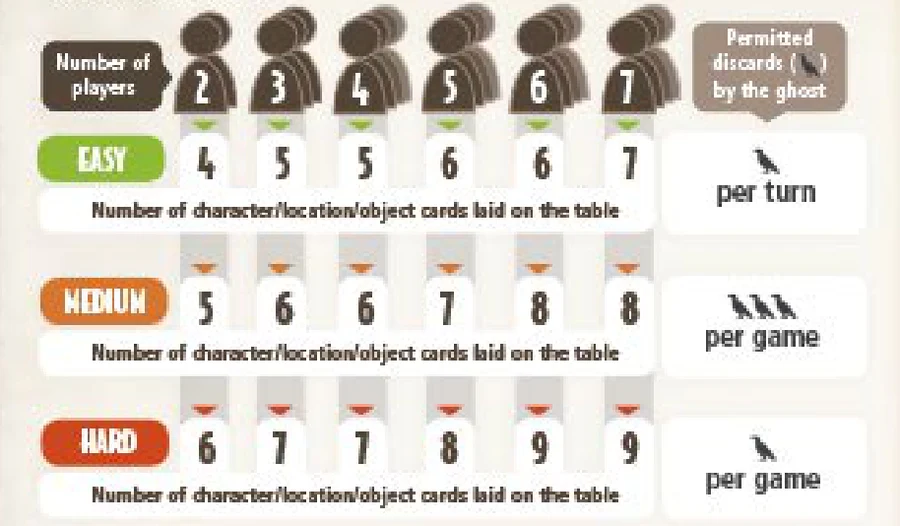 Number of players
2 3 4 5 6 7
Permitted discards ( ) by the ghost
EASY
4 5 5 6 6 7
Number of character/location/object cards laid on the table
per turn
MEDIUM
5 6 6 7 8 8
Number of character/location/object cards laid on the table
per game
HARD
6 7 7 8 9 9
Number of character/location/object cards laid on the table
per game